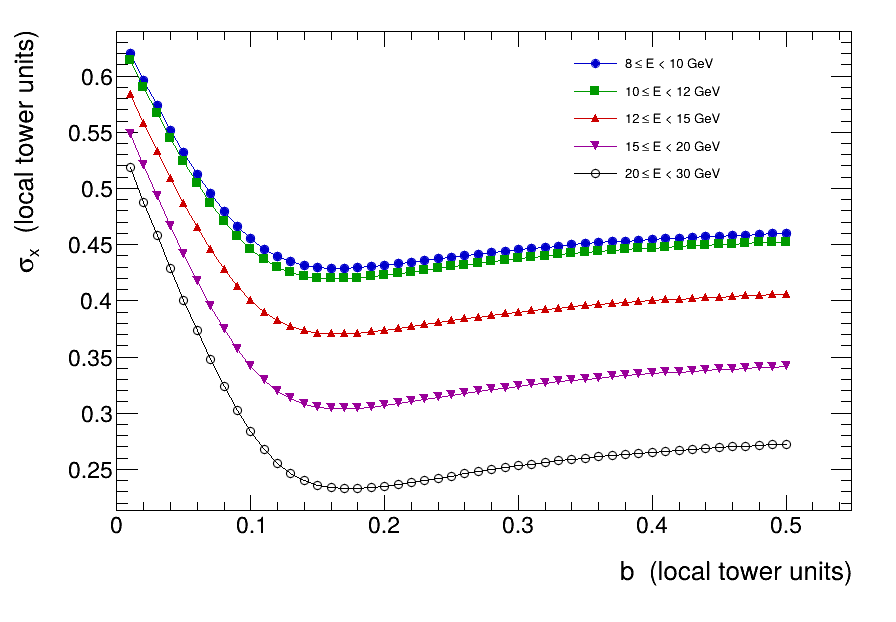 σx (local tower units)
0.6
0.55
0.5
0.45
0.4
0.35
0.3
0.25
8 ≤ E < 10 GeV
10 ≤ E < 12 GeV
12 ≤ E < 15 GeV
15 ≤ E < 20 GeV
20 ≤ E < 30 GeV
0 0.1 0.2 0.3 0.4 0.5
b (local tower units)